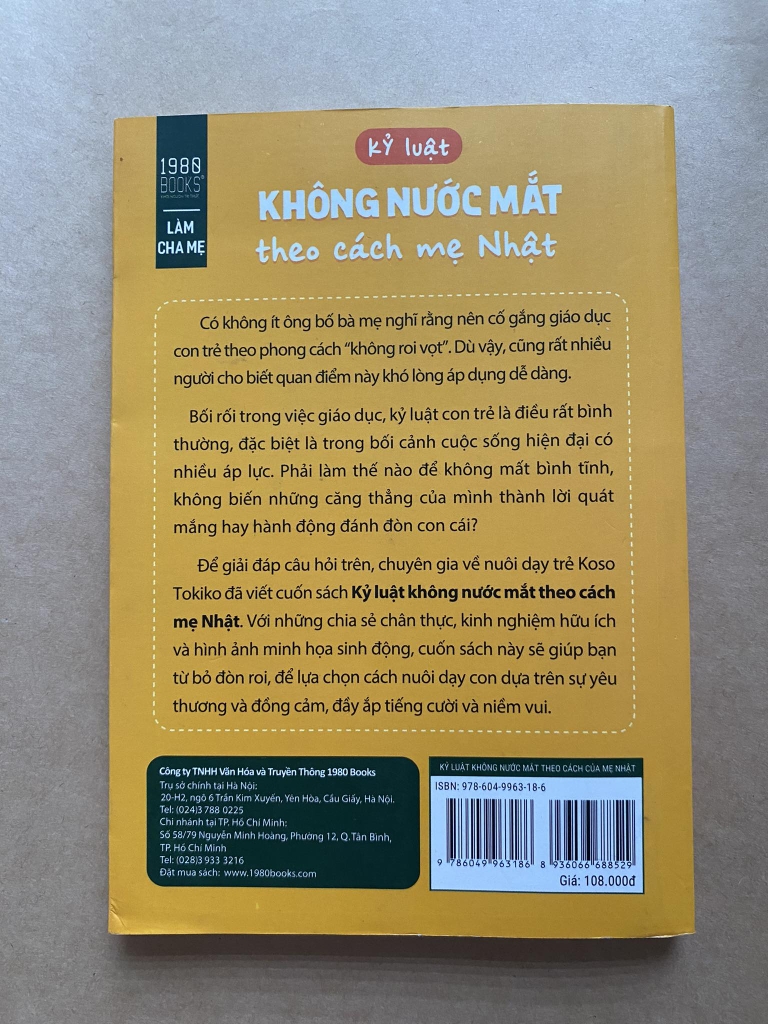 1980
BOOKS®
LÀM
CHA MẸ
Kỷ luật
KHÔNG NƯỚC MẮT
theo cách mẹ Nhật
Có không ít ông bố bà mẹ nghĩ rằng nên cố gắng giáo dục
con trẻ theo phong cách “không roi vọt”. Dù vậy, cũng rất nhiều
người cho biết quan điểm này khó lòng áp dụng dễ dàng.
Bối rối trong việc giáo dục, kỷ luật con trẻ là điều rất bình
thường, đặc biệt là trong bối cảnh cuộc sống hiện đại có
nhiều áp lực. Phải làm thế nào để không mất bình tĩnh,
không biến những căng thẳng của mình thành lời quát
mắng hay hành động đánh đòn con cái?
Để giải đáp câu hỏi trên, chuyên gia về nuôi dạy trẻ Koso
Tokiko đã viết cuốn sách Kỷ luật không nước mắt theo cách
mẹ Nhật. Với những chia sẻ chân thực, kinh nghiệm hữu ích
và hình ảnh minh họa sinh động, cuốn sách này sẽ giúp bạn
từ bỏ đòn roi, để lựa chọn cách nuôi dạy con dựa trên sự yêu
thương và đồng cảm, đầy ắp tiếng cười và niềm vui.
Công ty TNHH Văn Hóa và Truyền Thông 1980 Books
Trụ sở chính tại Hà Nội:
20-H2, ngõ 6 Trần Kim Xuyến, Yên Hòa, Cầu Giấy, Hà Nội.
Tel: (024)3 788 0225
Chi nhánh tại TP. Hồ Chí Minh:
Số 58/79 Nguyễn Minh Hoàng, Phường 12, Q.Tân Bình,
TP. Hồ Chí Minh
Tel: (028)3 933 3216
Đặt mua sách: www.1980books.com
KỶ LUẬT KHÔNG NƯỚC MẮT THEO CÁCH CỦA MẸ NHẬT
ISBN: 978-604-9963-18-6
9 786049 963186 8 936066 688529
Giá: 108.000đ